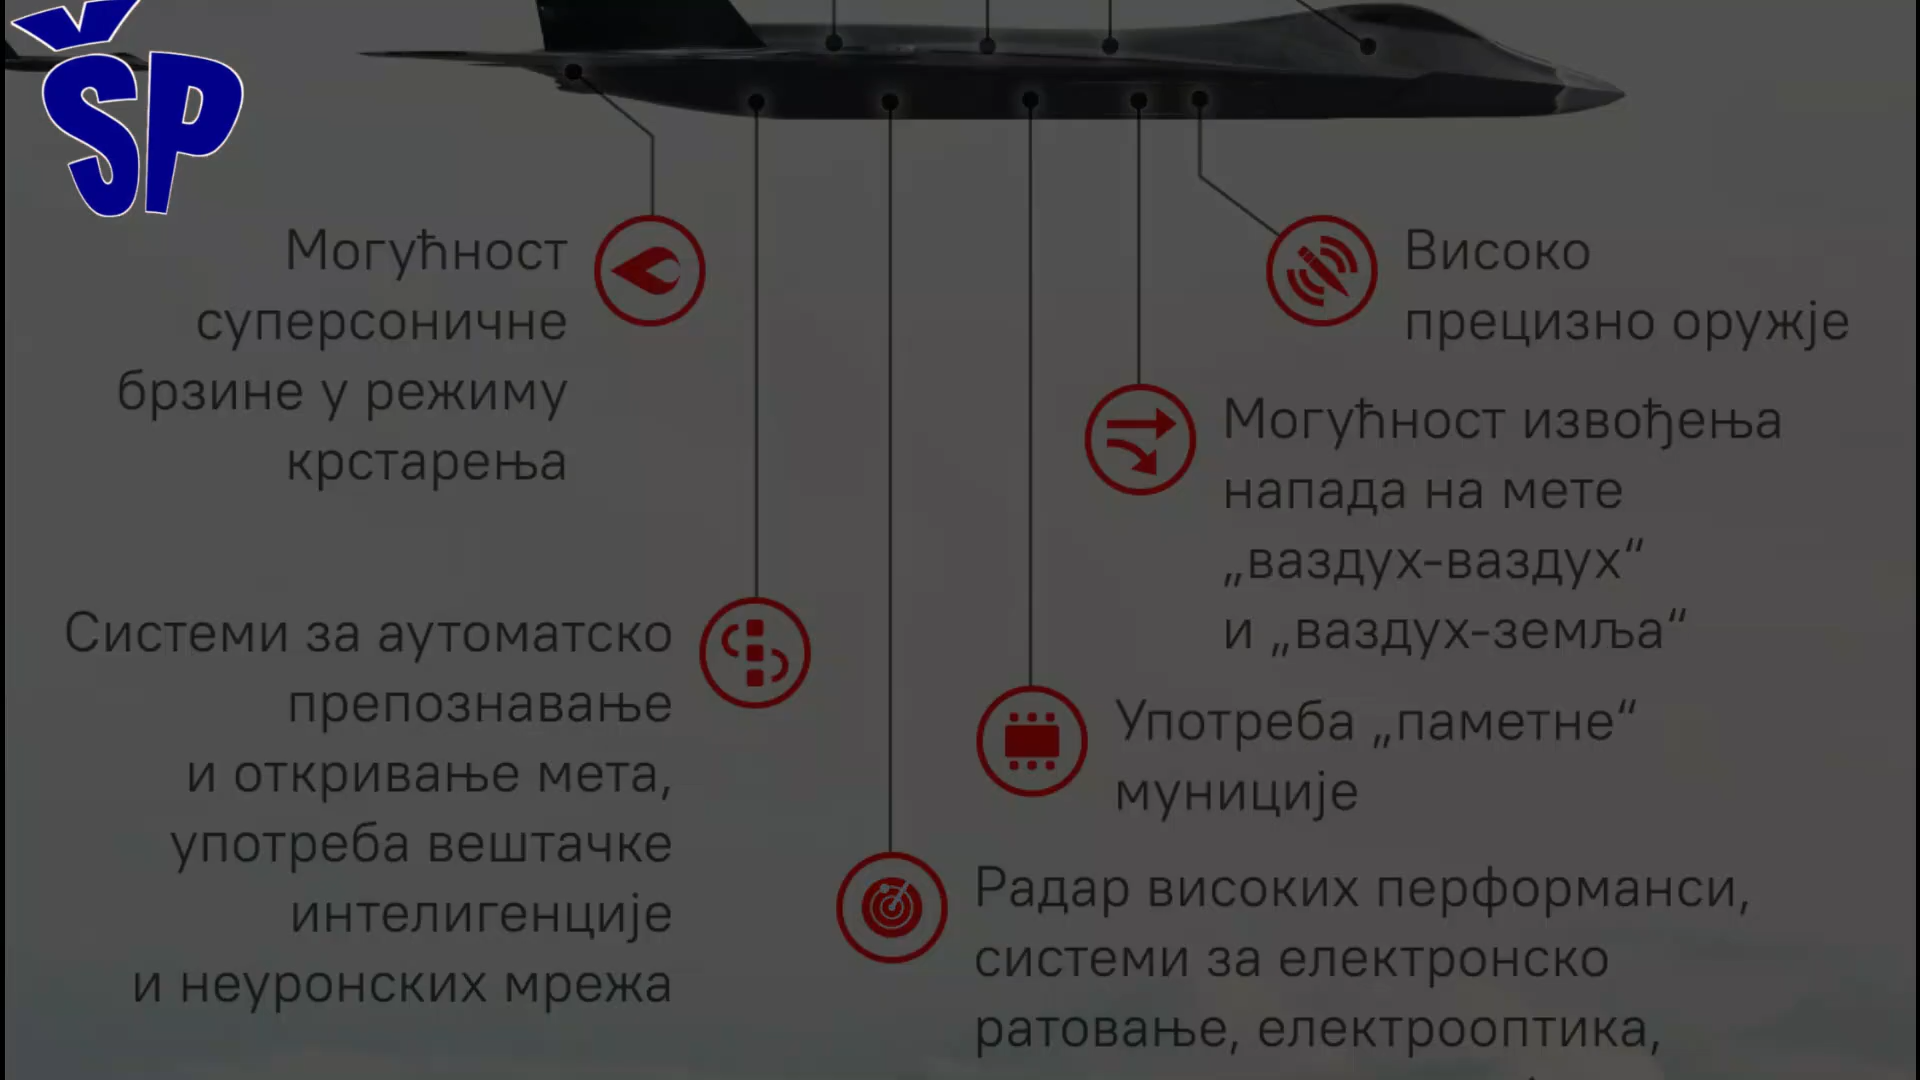 ŠP
Могућност
суперсоничне
брзине у режиму
крстарења
Високо
прецизно оружје
Могућност извођења
напада на мете
„ваздух-ваздух“
и „ваздух-земља“
Системи за аутоматско
препознавање
и откривање мета,
употреба вештачке
интелигенције
и неуронских мрежа
Употреба „паметне“
муниције
Радар високих перформанси,
системи за електронско
ратовање, електрооптика,